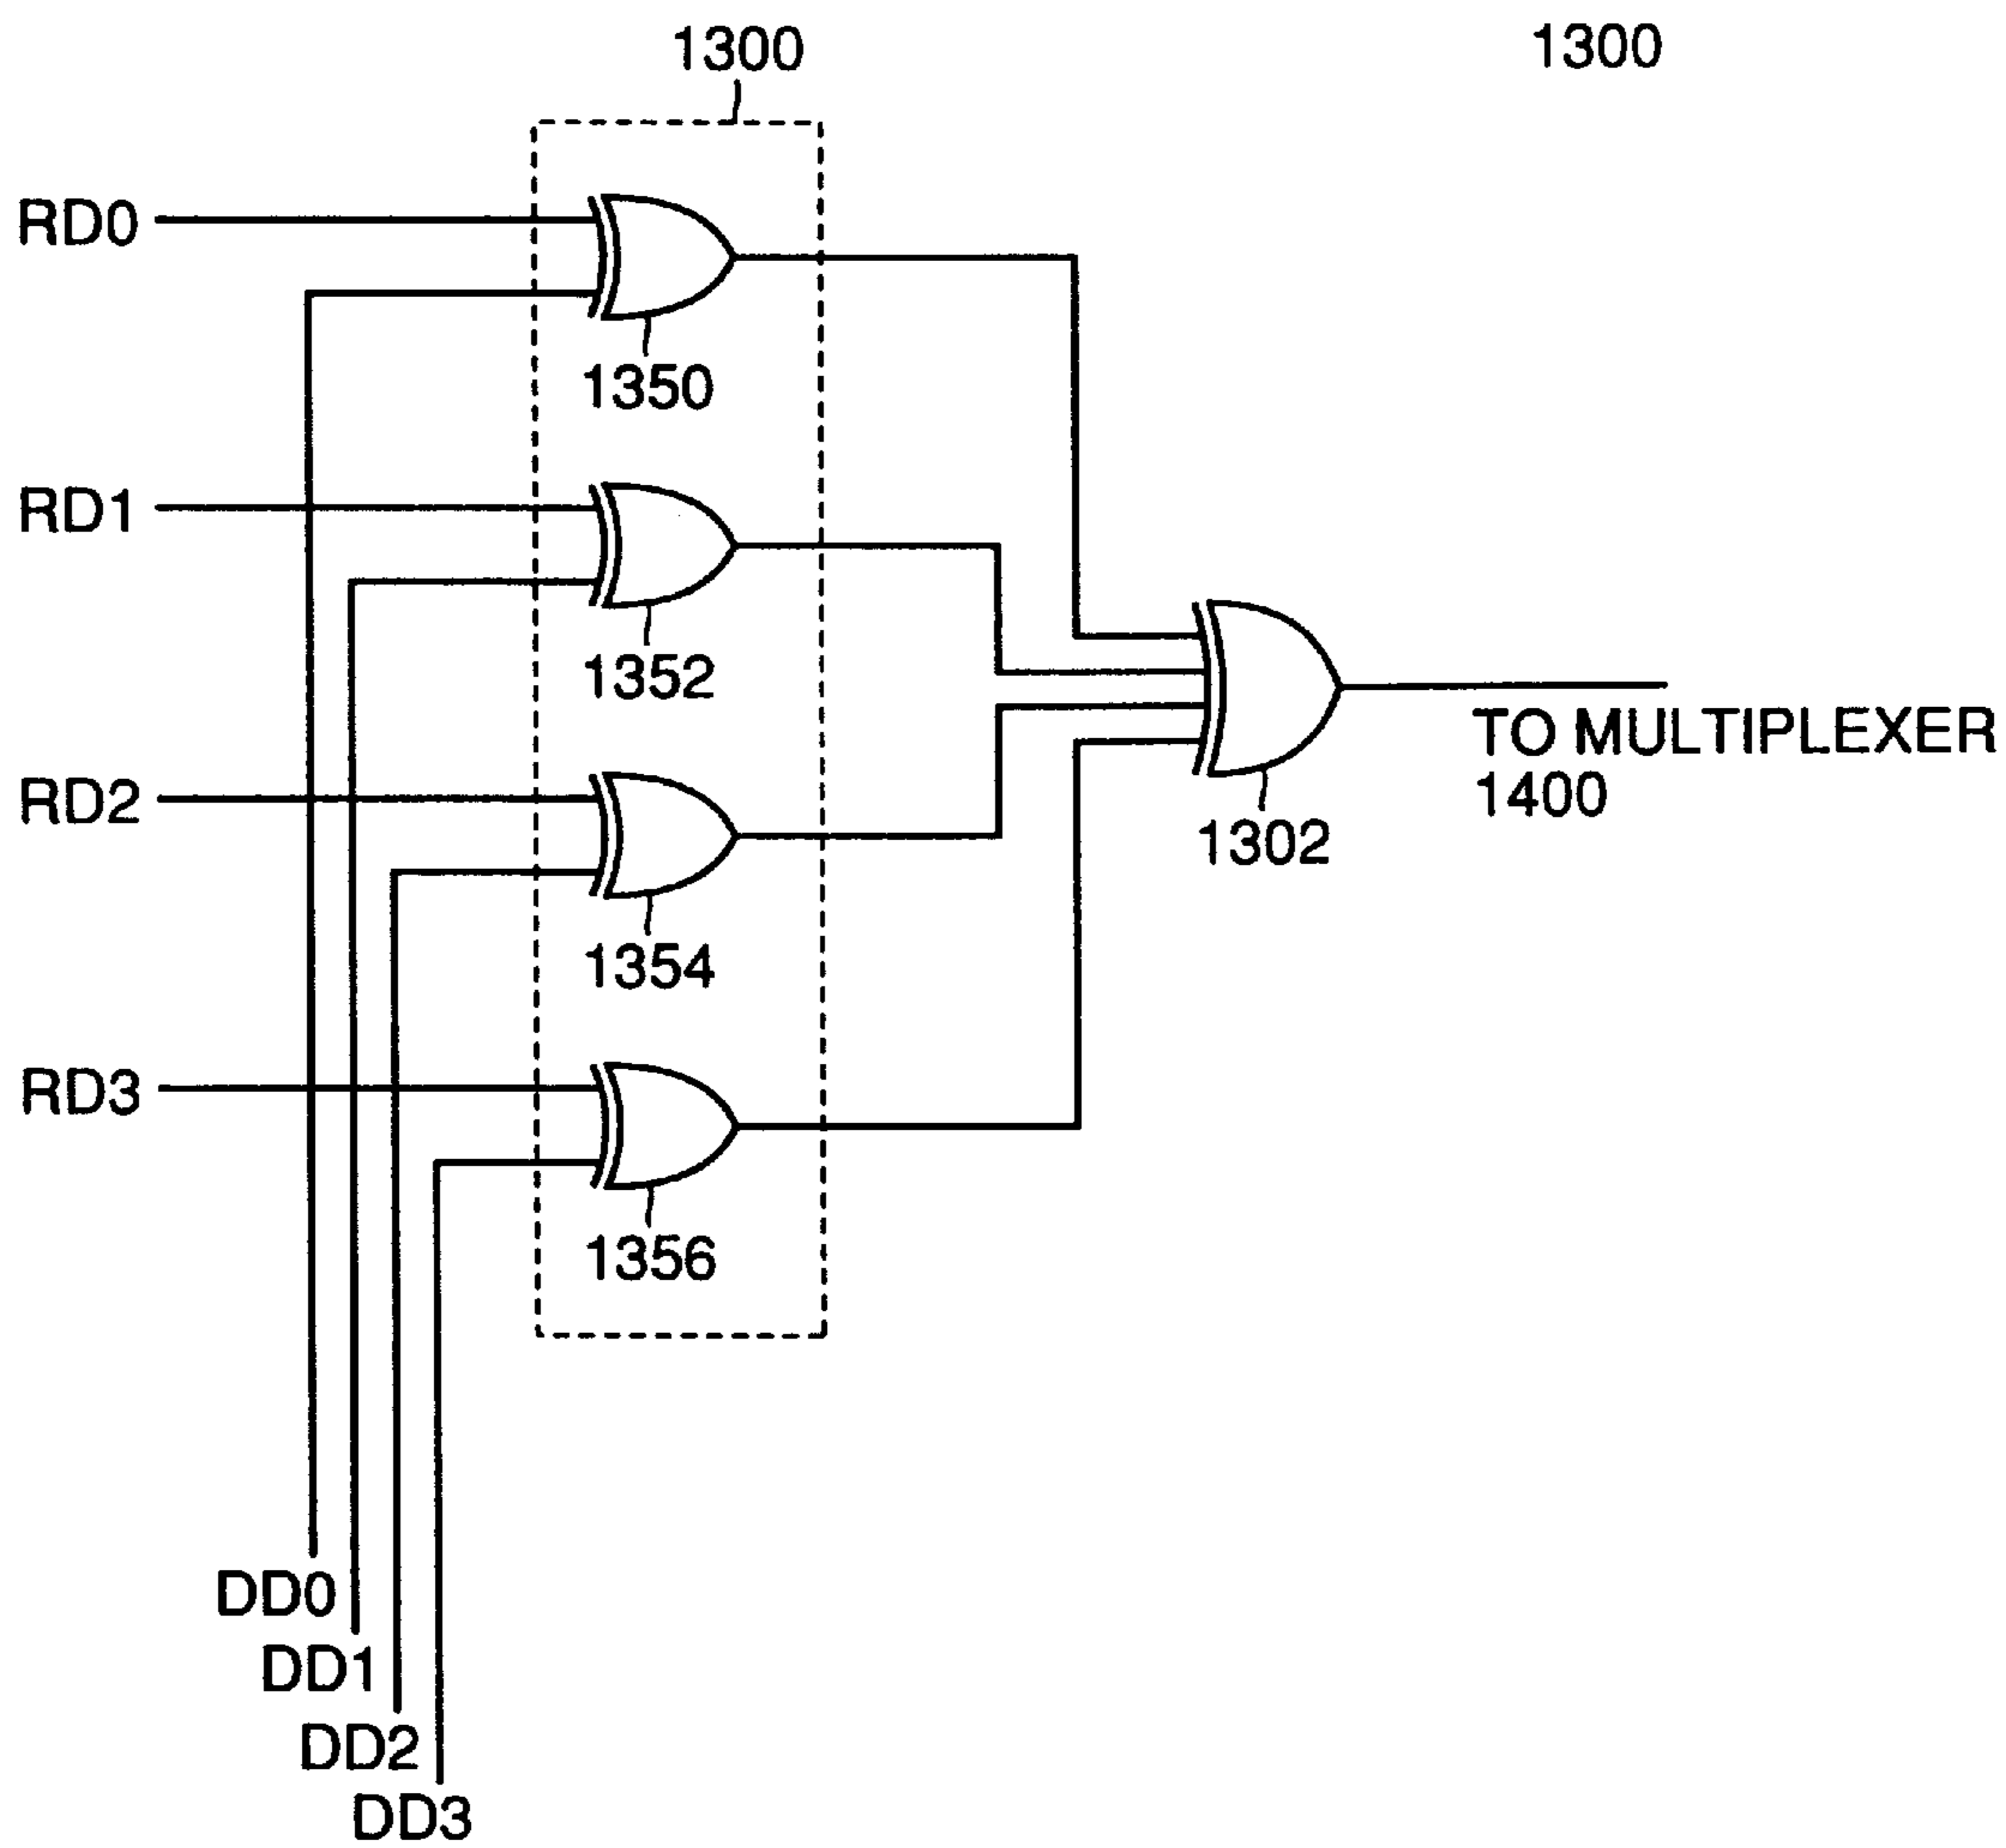 1300
1300
RD0
1350
RD1
1352
RD2
TO MULTIPLEXER
1400
1302
1354
RD3
1356
DD0
DD1
DD2
DD3